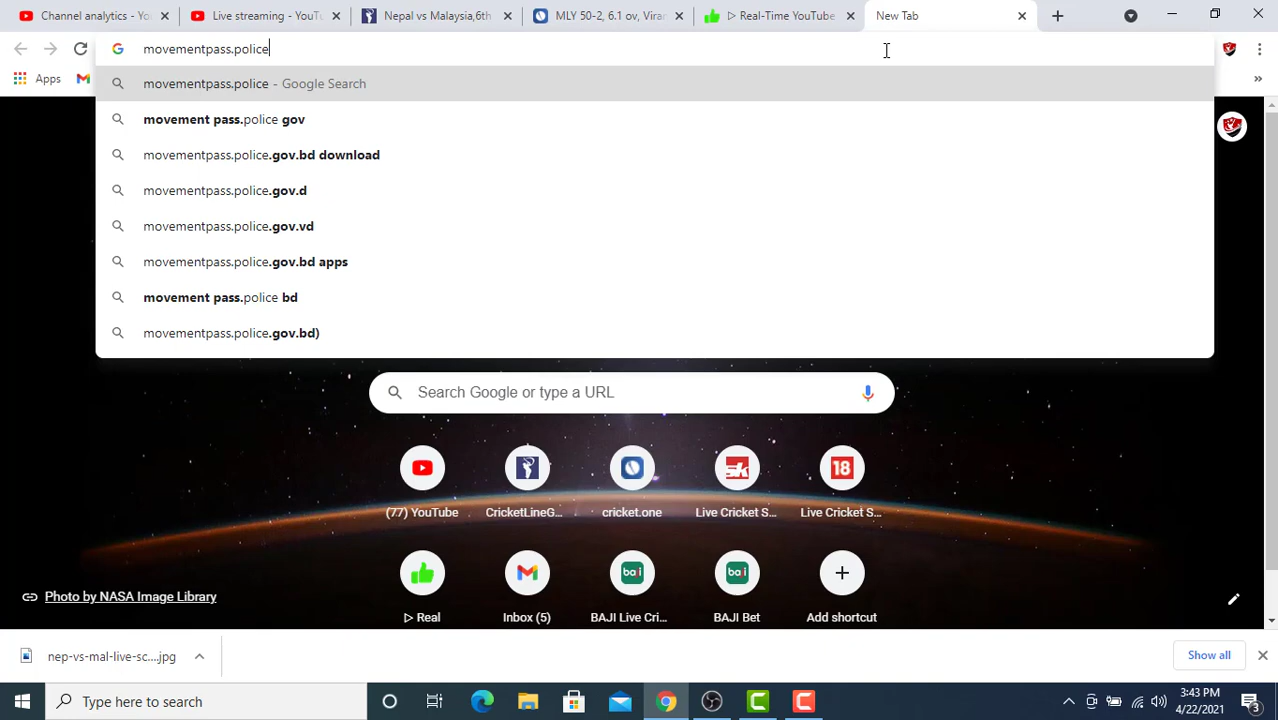 Channel analytics - YouTu
Live streaming - YouTu
Nepal vs Malaysia,6th
MLY 50-2, 6.1 ov, Viran
▷ Real-Time YouTube
New Tab
movementpass.police
Apps
movementpass.police - Google Search
movement pass.police gov
movementpass.police.gov.bd download
movementpass.police.gov.d
movementpass.police.gov.vd
movementpass.police.gov.bd apps
movement pass.police bd
movementpass.police.gov.bd)
Search Google or type a URL
(77) YouTube
CricketLineG...
cricket.one
Live Cricket S...
Live Cricket S...
▷ Real
Inbox (5)
BAJI Live Cri...
BAJI Bet
Add shortcut
Photo by NASA Image Library
nep-vs-mal-live-sc....jpg
Show all
Type here to search
3:43 PM
4/22/2021